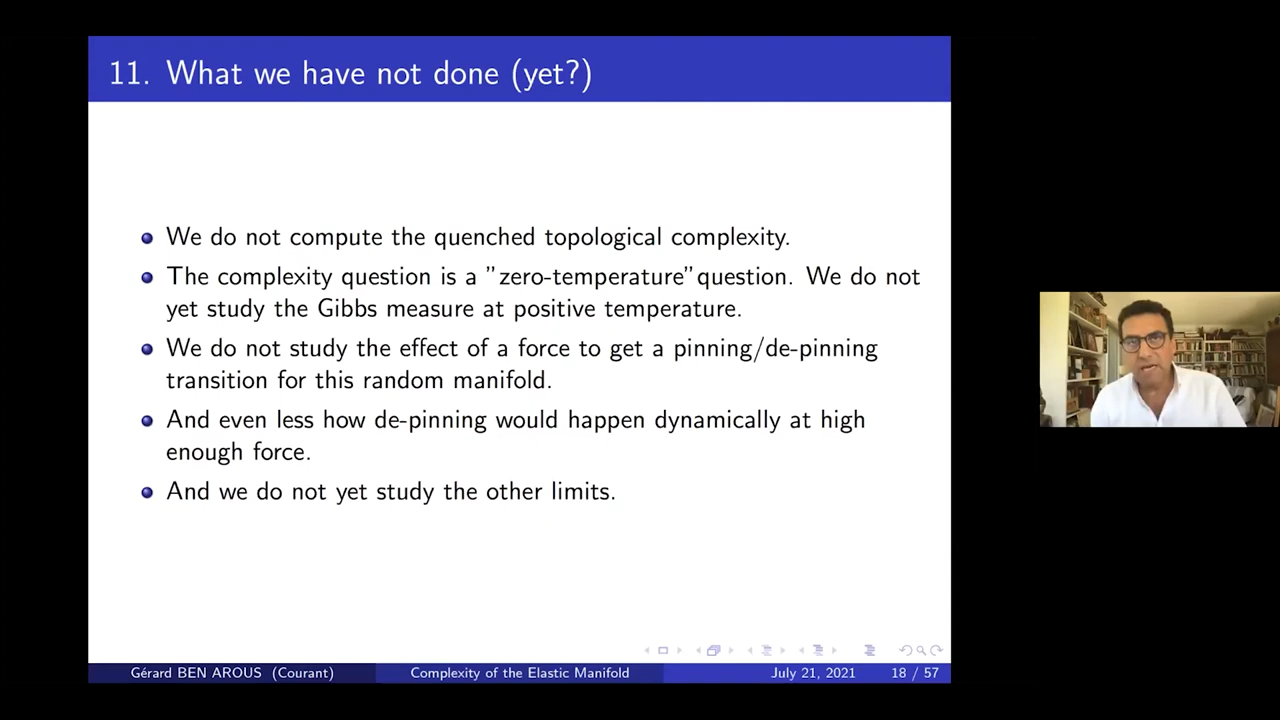 11. What we have not done (yet?)
We do not compute the quenched topological complexity.
The complexity question is a ”zero-temperature”question. We do not
yet study the Gibbs measure at positive temperature.
We do not study the effect of a force to get a pinning/de-pinning
transition for this random manifold.
And even less how de-pinning would happen dynamically at high
enough force.
And we do not yet study the other limits.
Gérard BEN AROUS (Courant) Complexity of the Elastic Manifold July 21, 2021 18 / 57